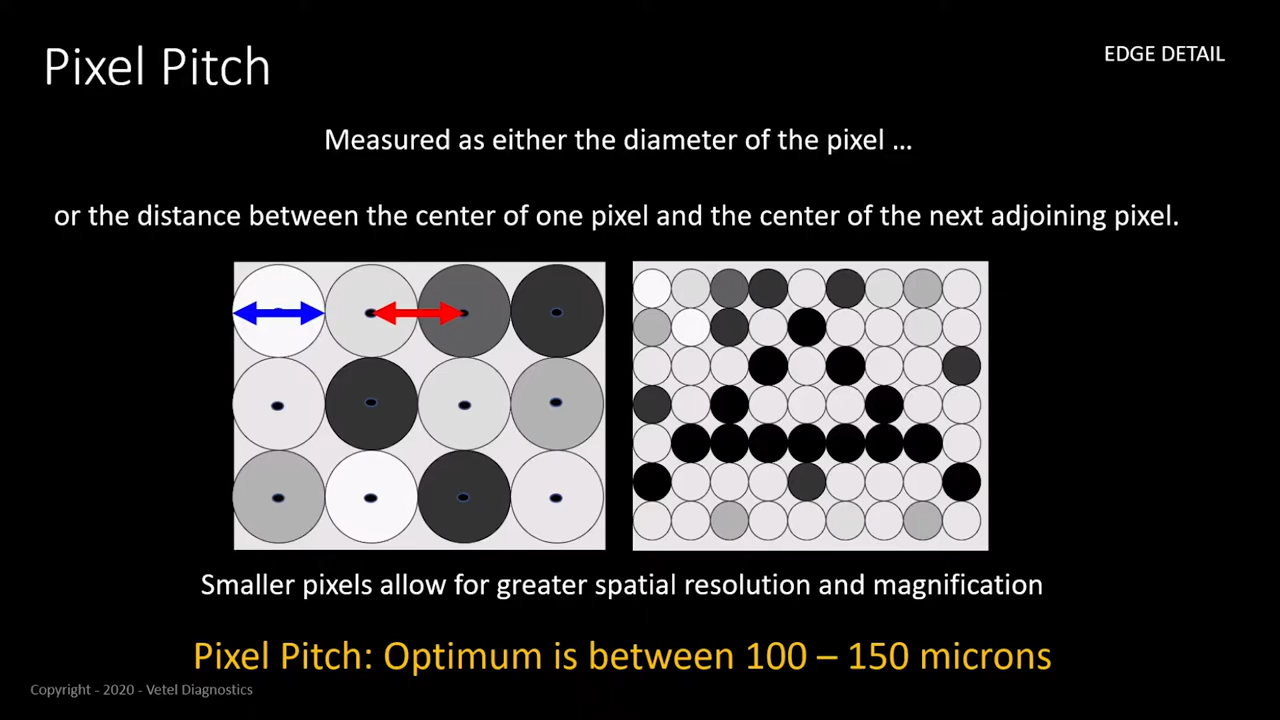 Pixel Pitch
EDGE DETAIL
Measured as either the diameter of the pixel ...
or the distance between the center of one pixel and the center of the next adjoining pixel.
Smaller pixels allow for greater spatial resolution and magnification
Pixel Pitch: Optimum is between 100 – 150 microns
Copyright - 2020 - Vetel Diagnostics